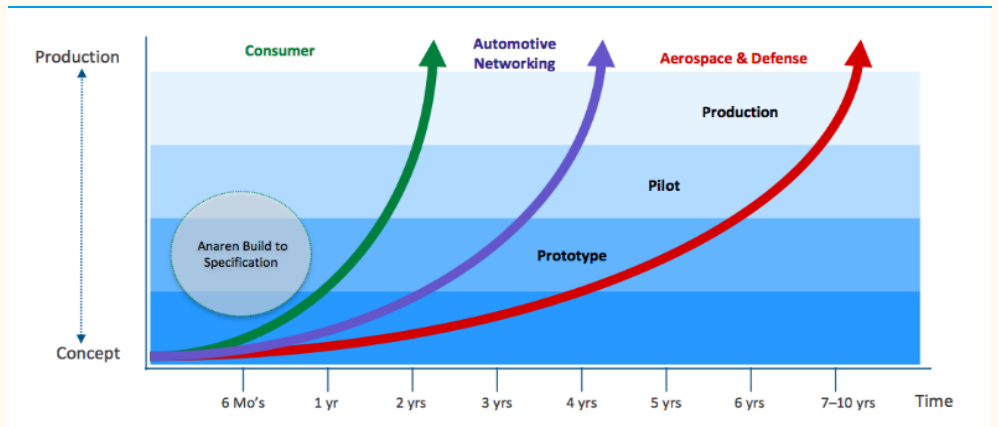 Production
Consumer
Automotive
Networking
Aerospace & Defense
Production
Pilot
Anaren Build to
Specification
Prototype
Concept
6 Mo's
1 yr
2 yrs
3 yrs
4 yrs
5 yrs
6 yrs
7–10 yrs
Time